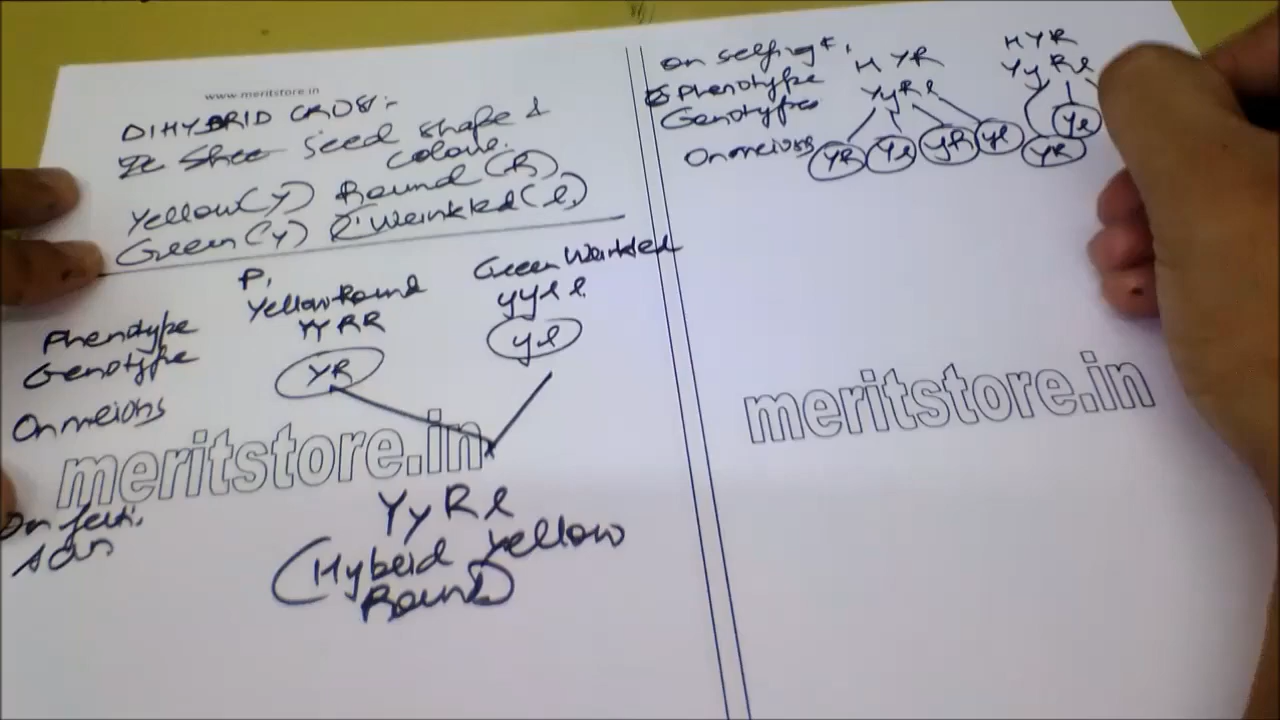 www.meritstore.in
DIHYBRID CROSS:-
Seed shape &
colour.
Yellow(Y) Round(R)
Green(y) Wrinkled(r)
P1
Yellow Round Green Wrinkled
Phenotype
Genotype YYRR yyrr
On meiosis YR yr
meritstore.in
On ferti.
YyRr
(Hybrid Yellow
Round)
On selfing F1 HYR HYR
Phenotype
Genotype YyRr YyRr
On meiosis YR Yr yR yr YR Yr
meritstore.in